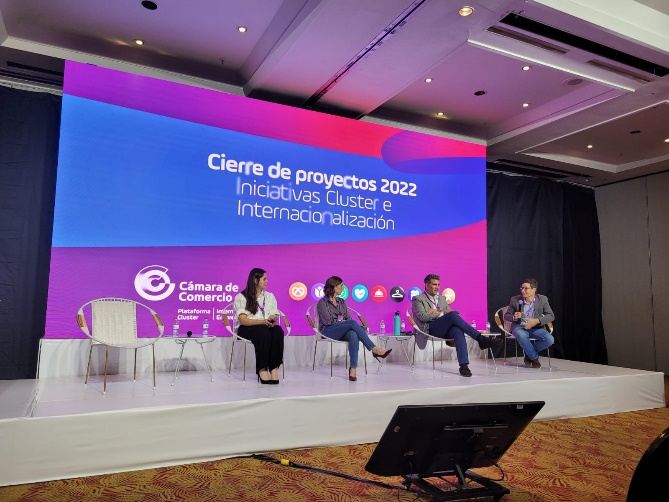 Cierre de proyectos 2022
Iniciativas Cluster e
Internacionalización
Cámara de
Comercio
Plataforma
Cluster